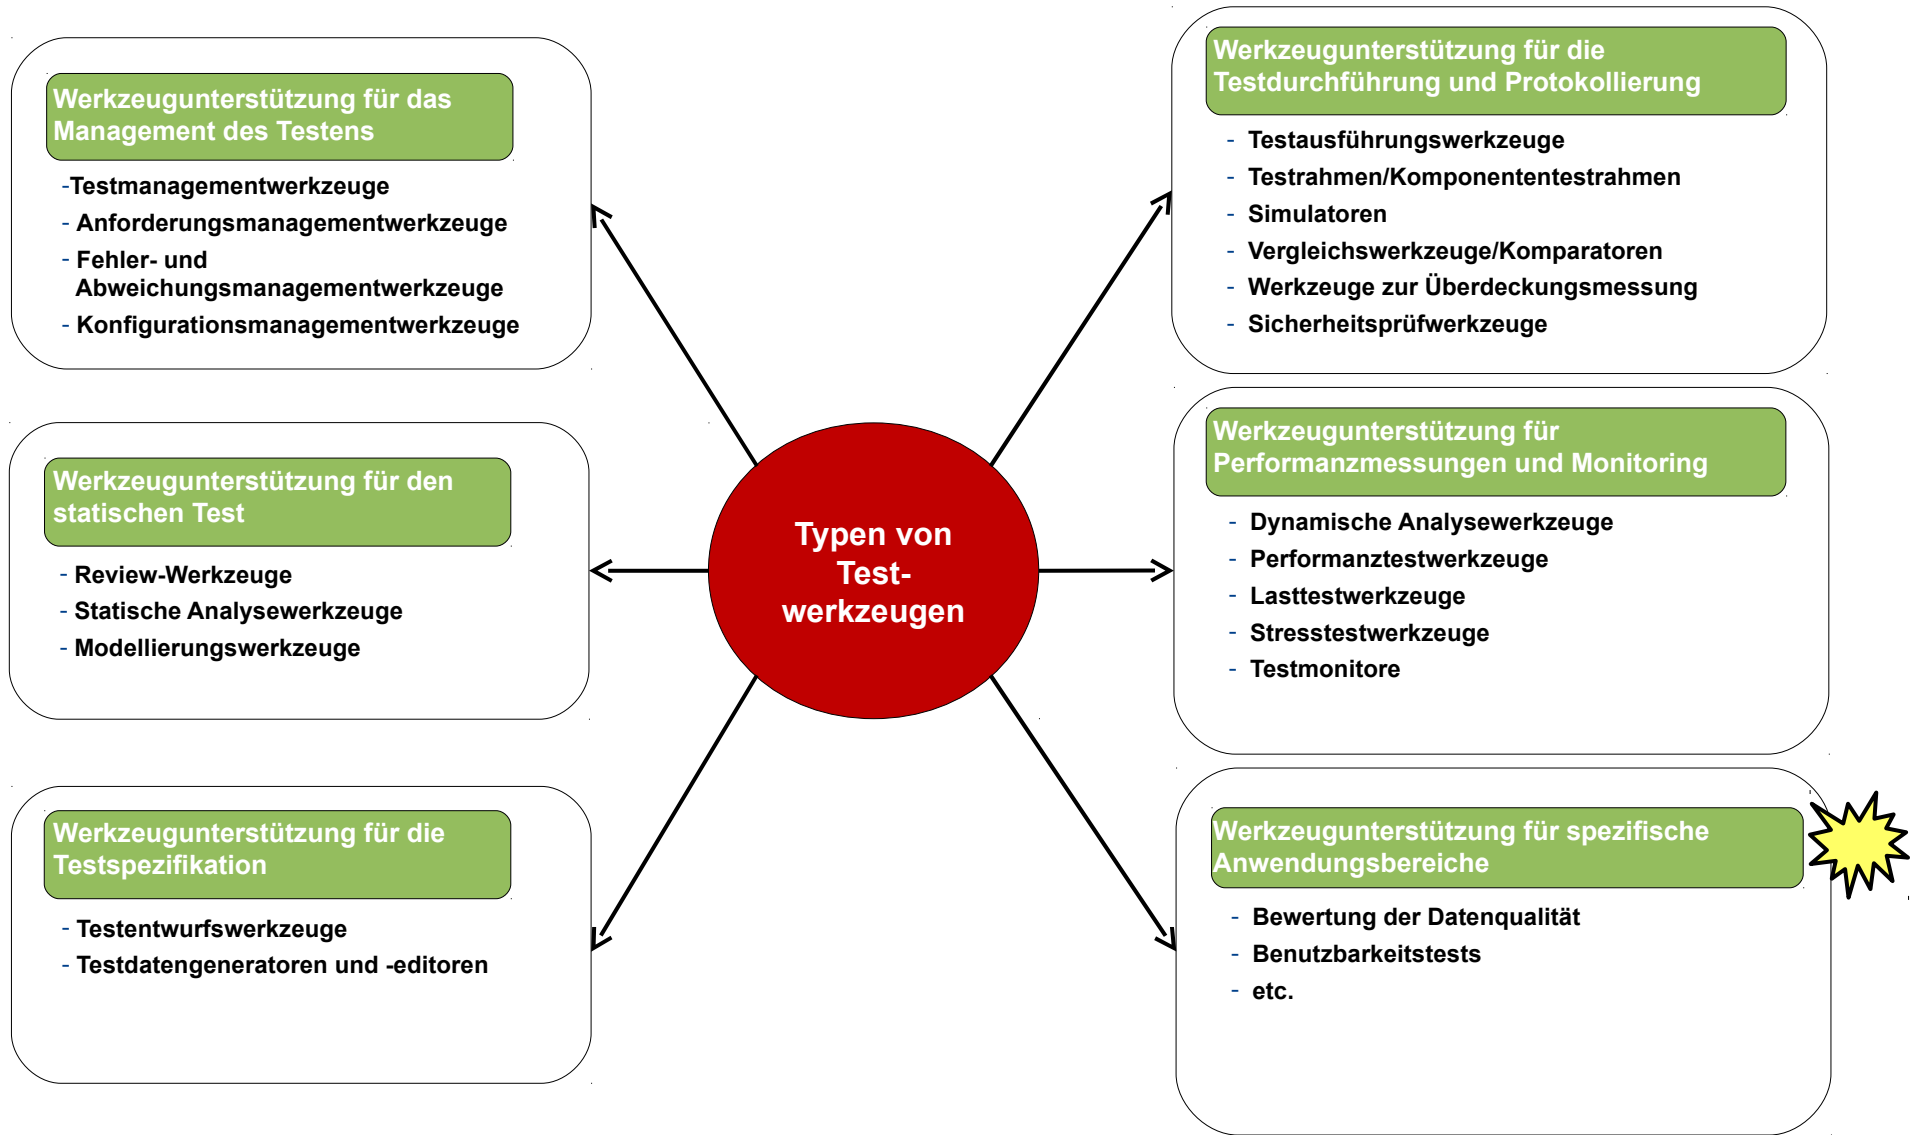 Werkzeugunterstützung für das
Management des Testens
-Testmanagementwerkzeuge
- Anforderungsmanagementwerkzeuge
- Fehler- und
Abweichungsmanagementwerkzeuge
- Konfigurationsmanagementwerkzeuge
Werkzeugunterstützung für den
statischen Test
- Review-Werkzeuge
- Statische Analysewerkzeuge
- Modellierungswerkzeuge
Werkzeugunterstützung für die
Testspezifikation
- Testentwurfswerkzeuge
- Testdatengeneratoren und -editoren
Typen von
Test-
werkzeugen
Werkzeugunterstützung für die
Testdurchführung und Protokollierung
- Testausführungswerkzeuge
- Testrahmen/Komponententestrahmen
- Simulatoren
- Vergleichswerkzeuge/Komparatoren
- Werkzeuge zur Überdeckungsmessung
- Sicherheitsprüfwerkzeuge
Werkzeugunterstützung für
Performanzmessungen und Monitoring
- Dynamische Analysewerkzeuge
- Performanztestwerkzeuge
- Lasttestwerkzeuge
- Stresstestwerkzeuge
- Testmonitore
Werkzeugunterstützung für spezifische
Anwendungsbereiche
- Bewertung der Datenqualität
- Benutzbarkeitstests
- etc.